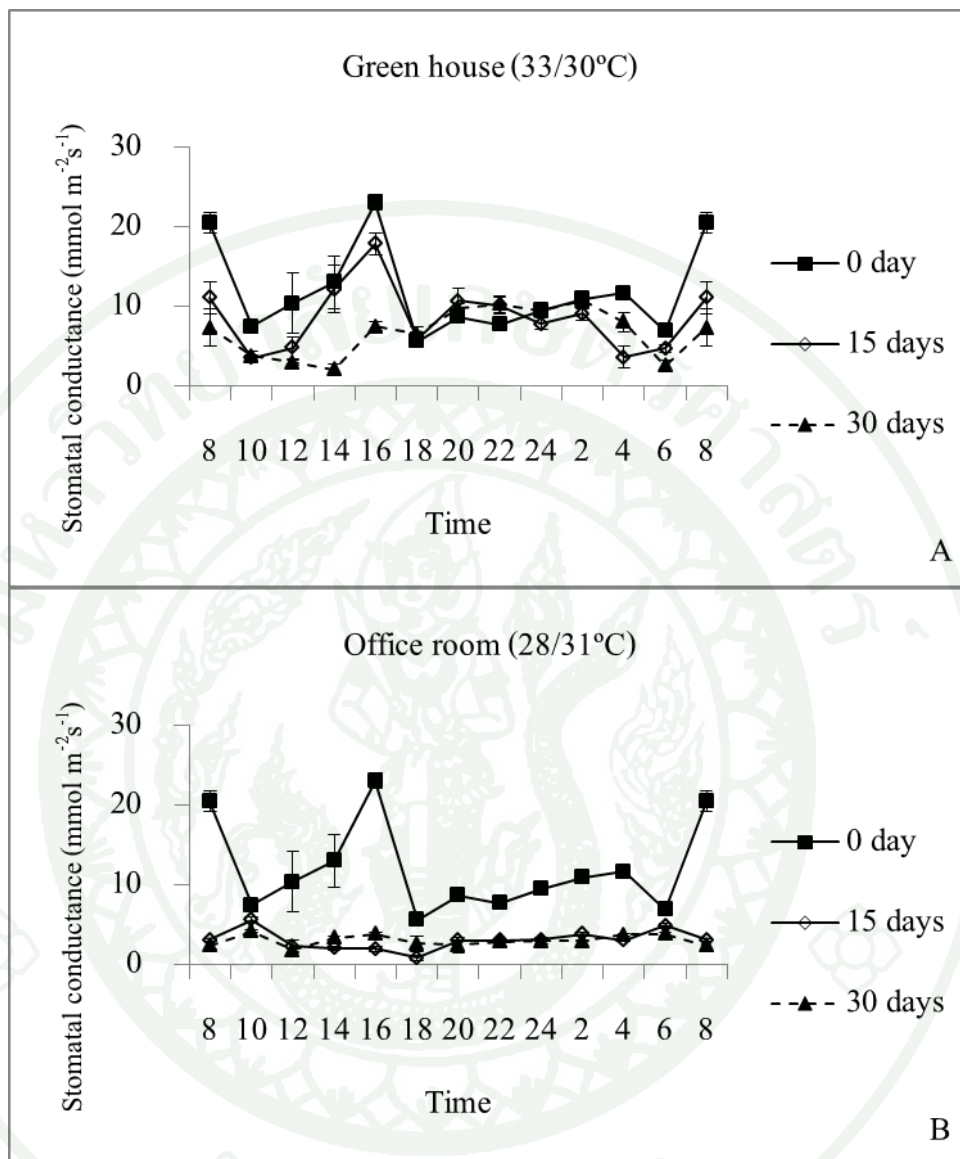 Green house (33/30ºC)
Stomatal conductance (mmol m⁻²s⁻¹)
30
20
10
0
8 10 12 14 16 18 20 22 24 2 4 6 8
Time
0 day
15 days
30 days
A
Office room (28/31ºC)
Stomatal conductance (mmol m⁻²s⁻¹)
30
20
10
0
8 10 12 14 16 18 20 22 24 2 4 6 8
Time
0 day
15 days
30 days
B